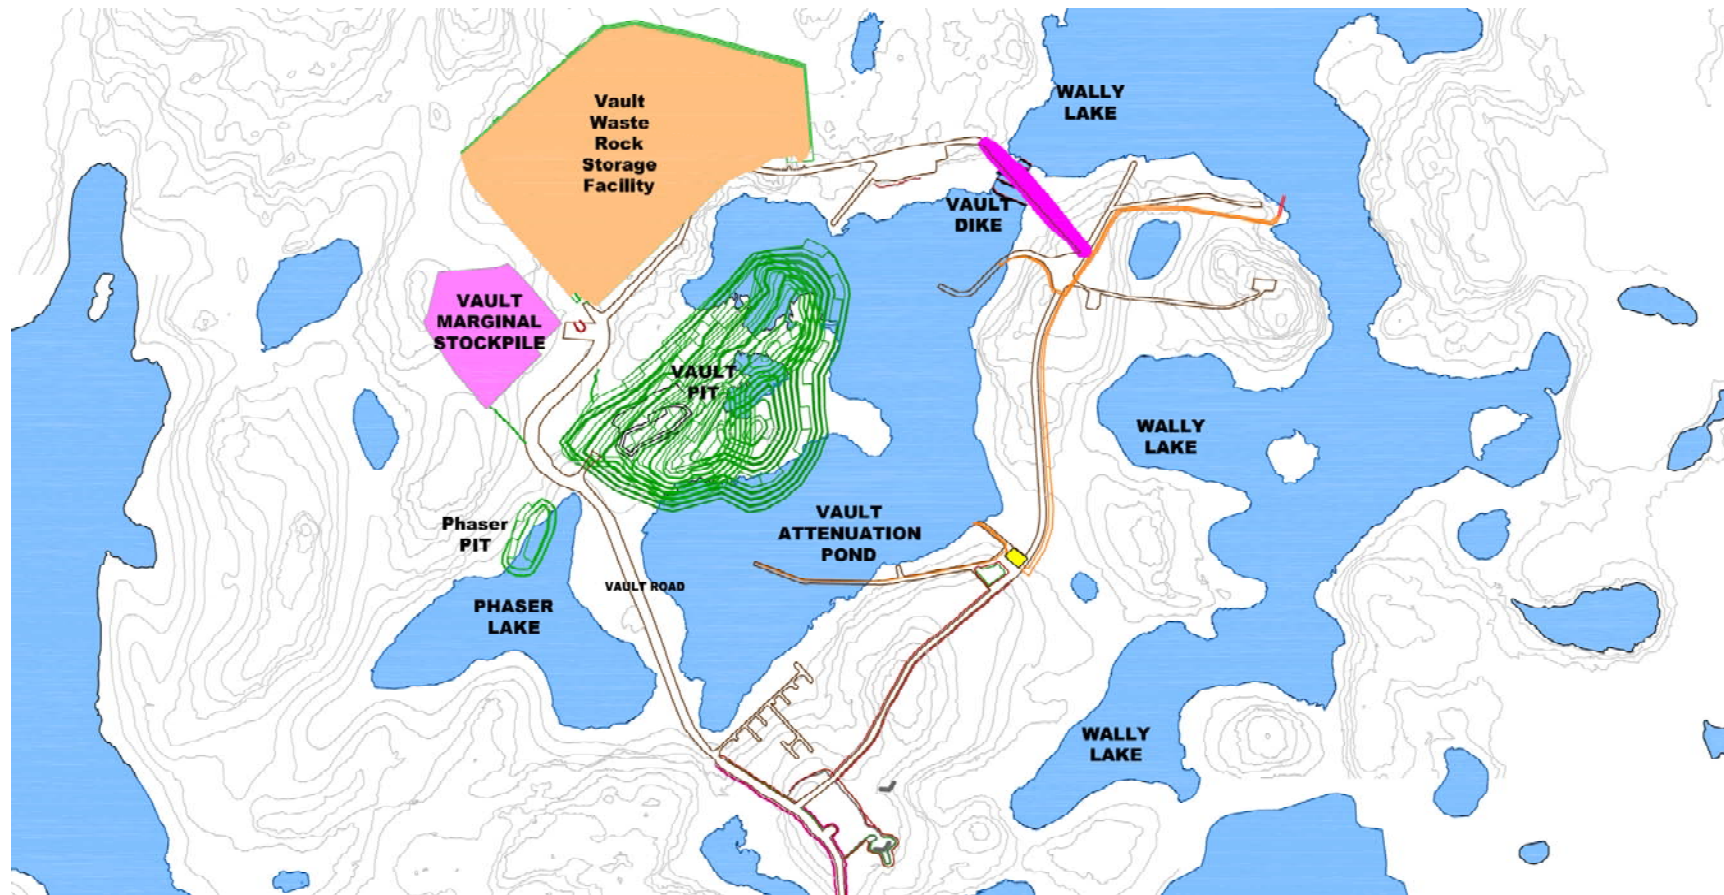 WALLY
LAKE
Vault
Waste
Rock
Storage
Facility
VAULT
DIKE
VAULT
MARGINAL
STOCKPILE
VAULT
PIT
WALLY
LAKE
Phaser
PIT
VAULT
ATTENUATION
POND
VAULT ROAD
PHASER
LAKE
WALLY
LAKE